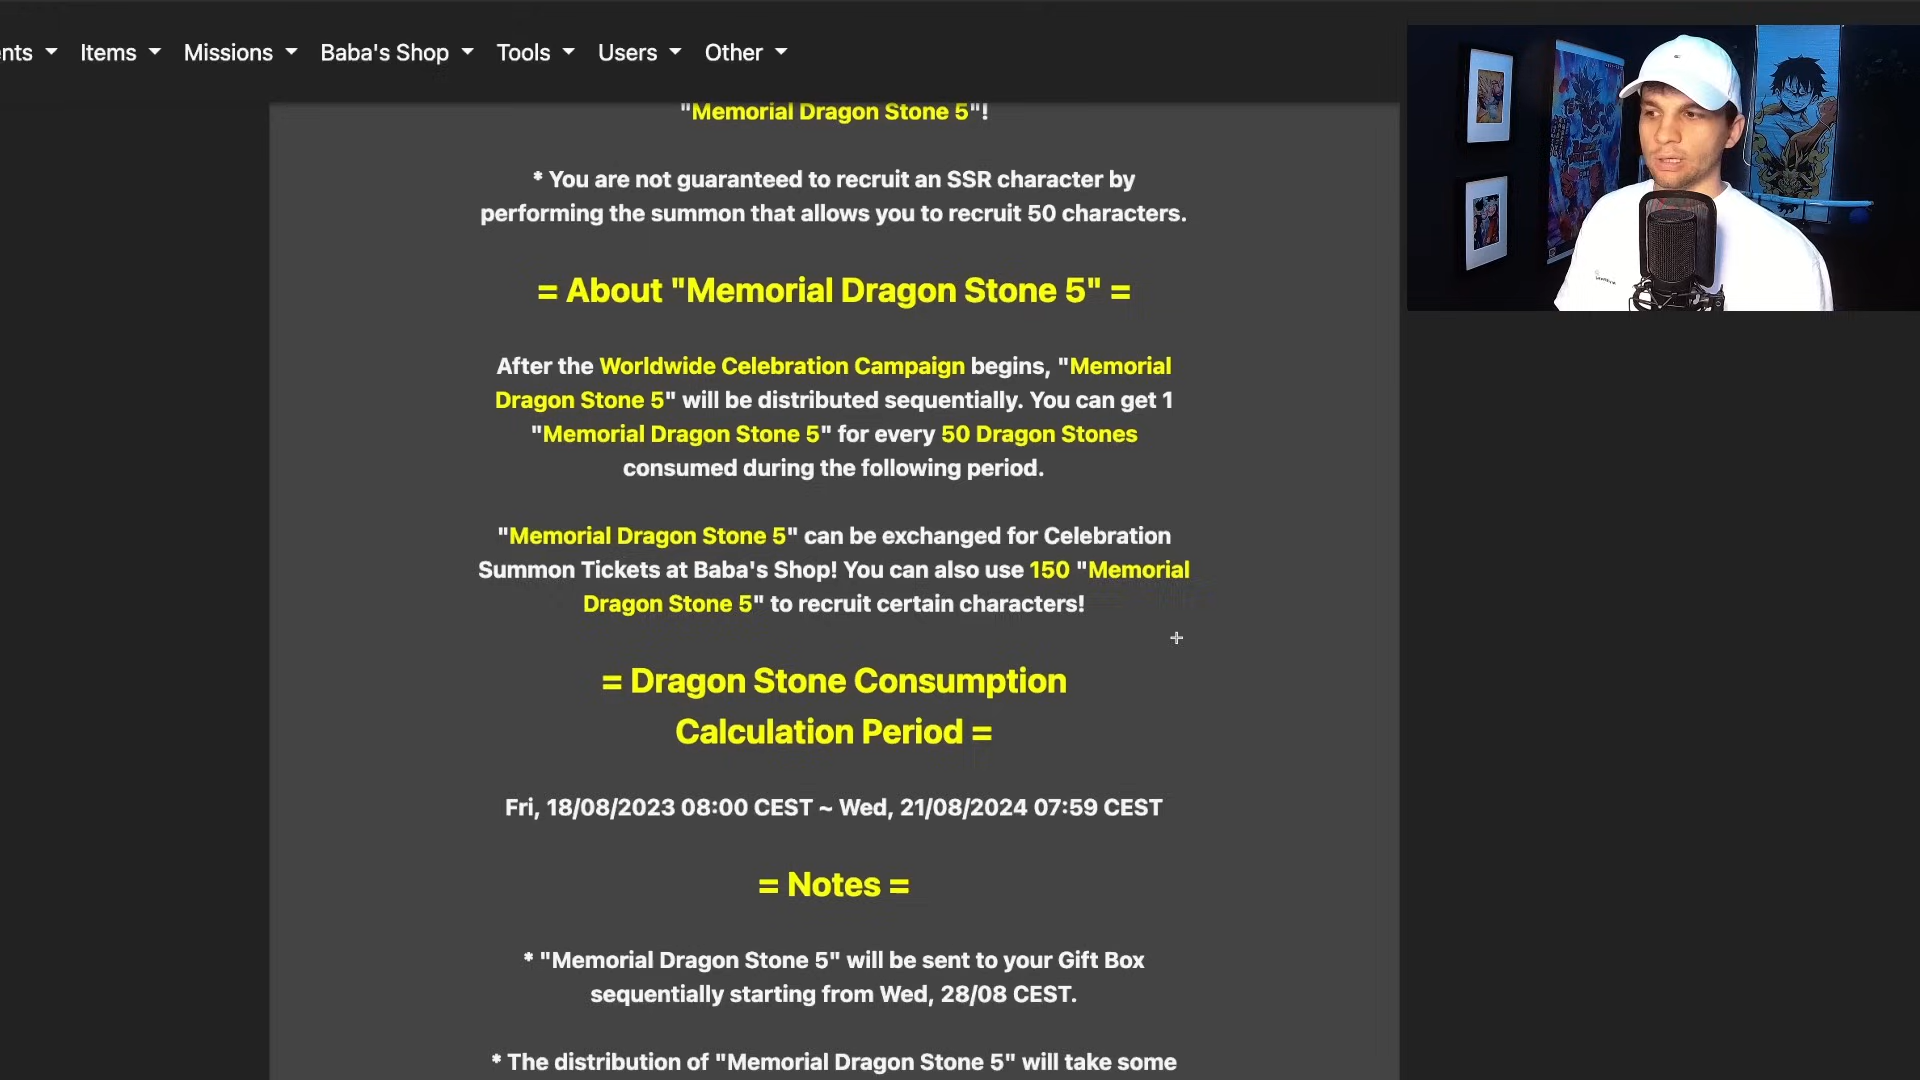 nts Items Missions Baba's Shop Tools Users Other
"Memorial Dragon Stone 5"!
* You are not guaranteed to recruit an SSR character by
performing the summon that allows you to recruit 50 characters.
= About "Memorial Dragon Stone 5" =
After the Worldwide Celebration Campaign begins, "Memorial
Dragon Stone 5" will be distributed sequentially. You can get 1
"Memorial Dragon Stone 5" for every 50 Dragon Stones
consumed during the following period.
"Memorial Dragon Stone 5" can be exchanged for Celebration
Summon Tickets at Baba's Shop! You can also use 150 "Memorial
Dragon Stone 5" to recruit certain characters!
= Dragon Stone Consumption
Calculation Period =
Fri, 18/08/2023 08:00 CEST ~ Wed, 21/08/2024 07:59 CEST
= Notes =
* "Memorial Dragon Stone 5" will be sent to your Gift Box
sequentially starting from Wed, 28/08 CEST.
* The distribution of "Memorial Dragon Stone 5" will take some